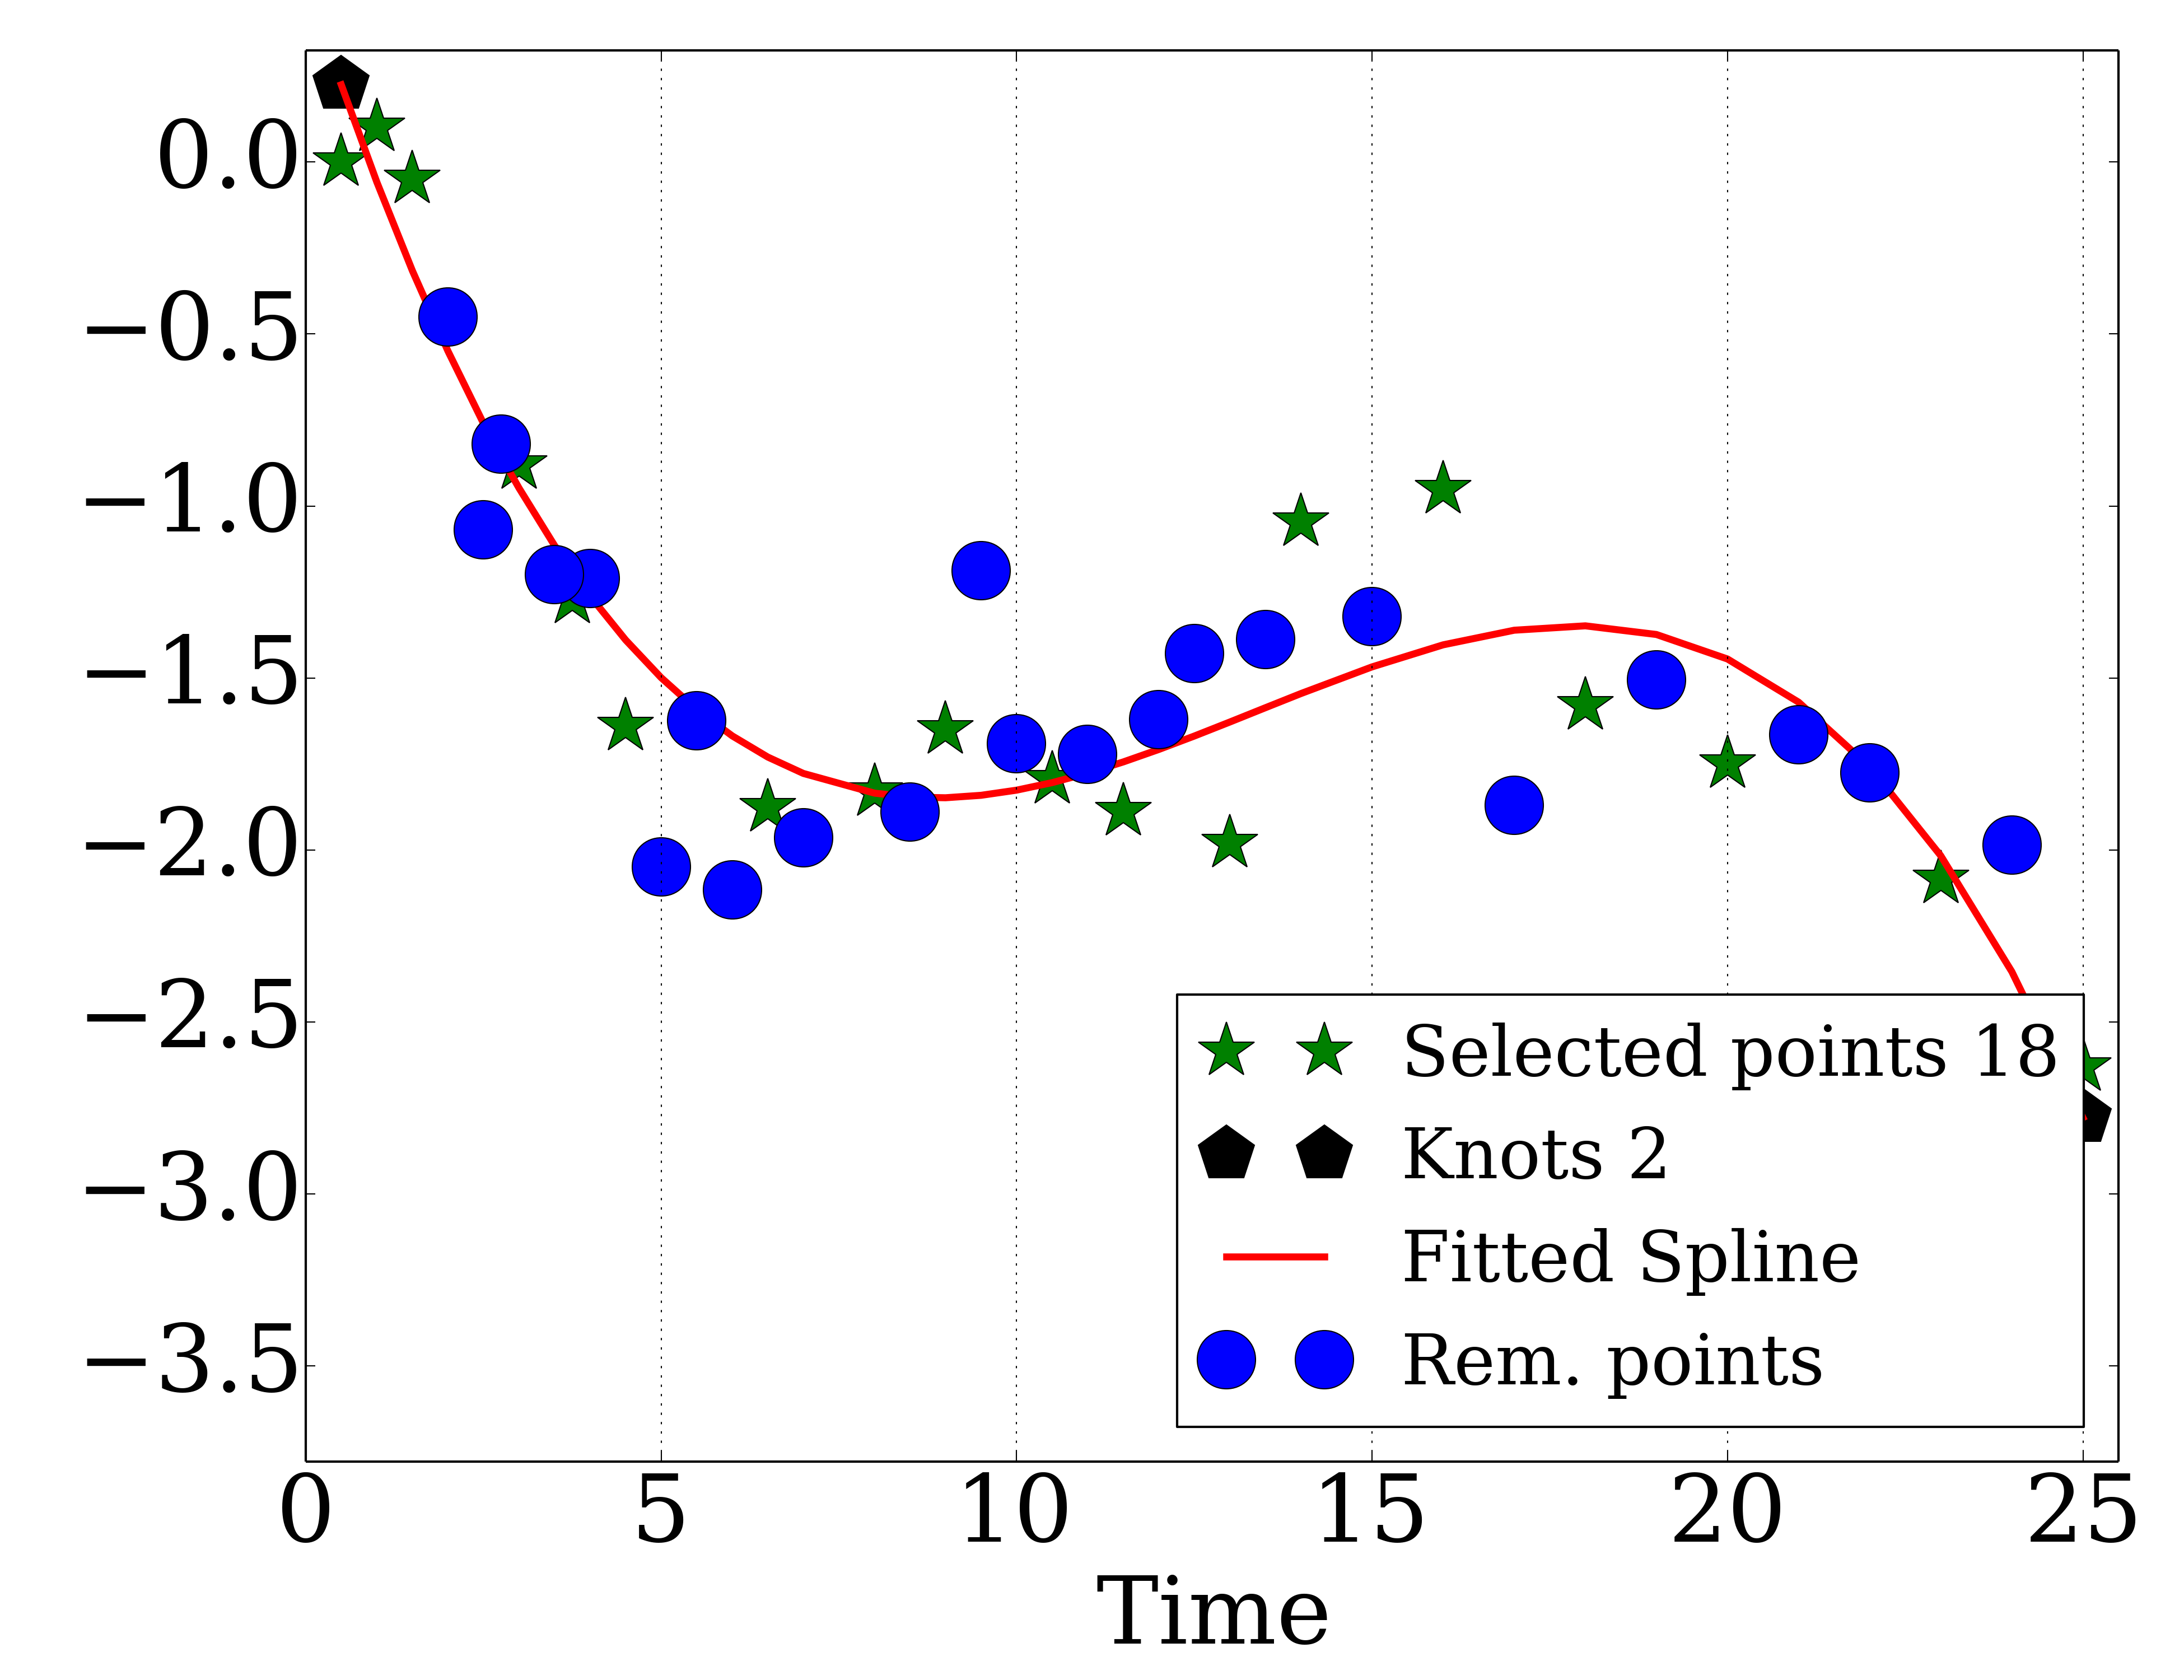 0.0
−0.5
−1.0
−1.5
−2.0
−2.5
−3.0
−3.5
Selected points 18
Knots 2
Fitted Spline
Rem. points
0 5 10 15 20 25
Time